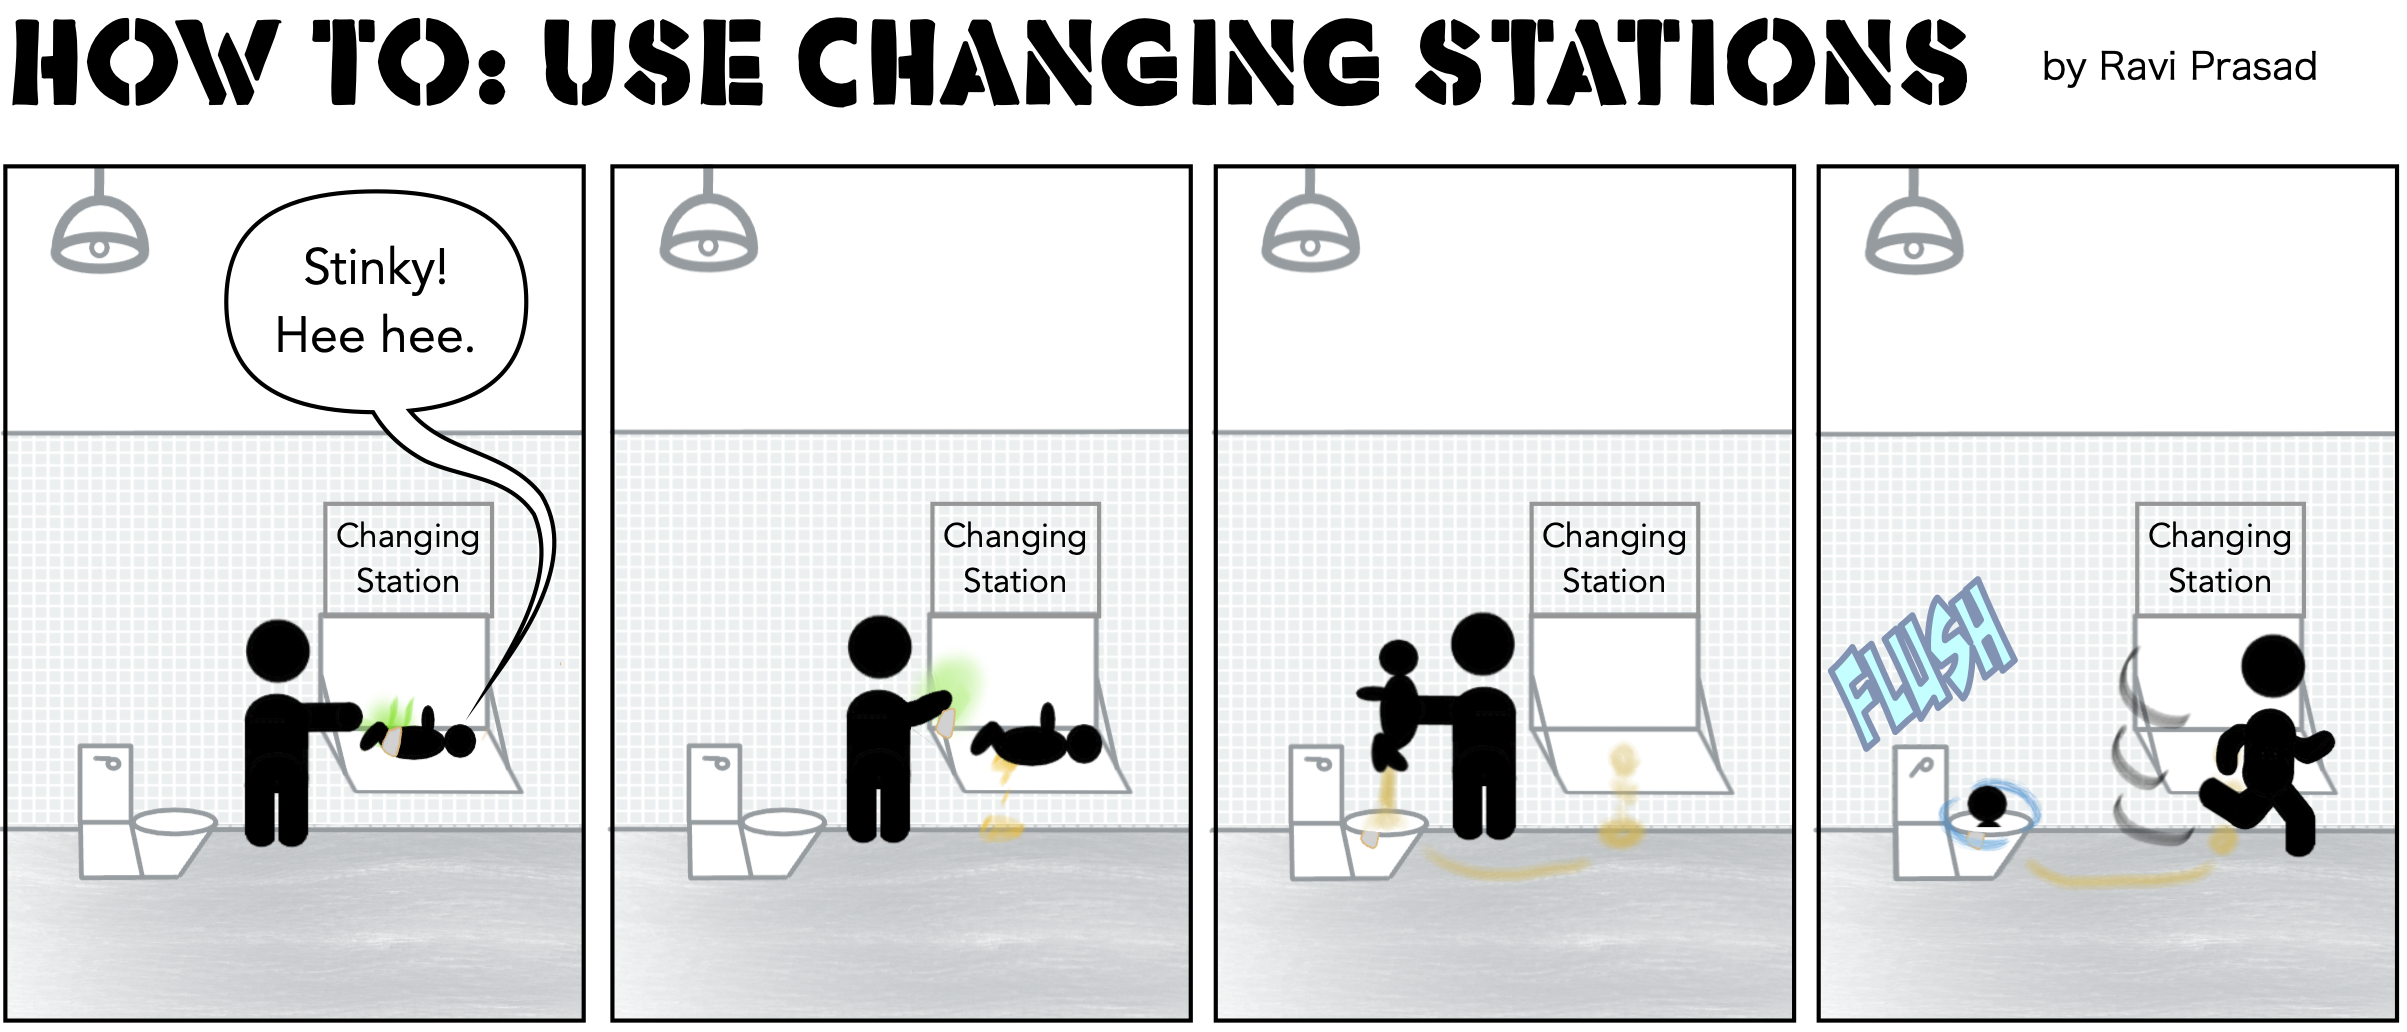 HOW TO: USE CHANGING STATIONS
by Ravi Prasad
Stinky!
Hee hee.
Changing
Station
Changing
Station
Changing
Station
FLUSH
Changing
Station